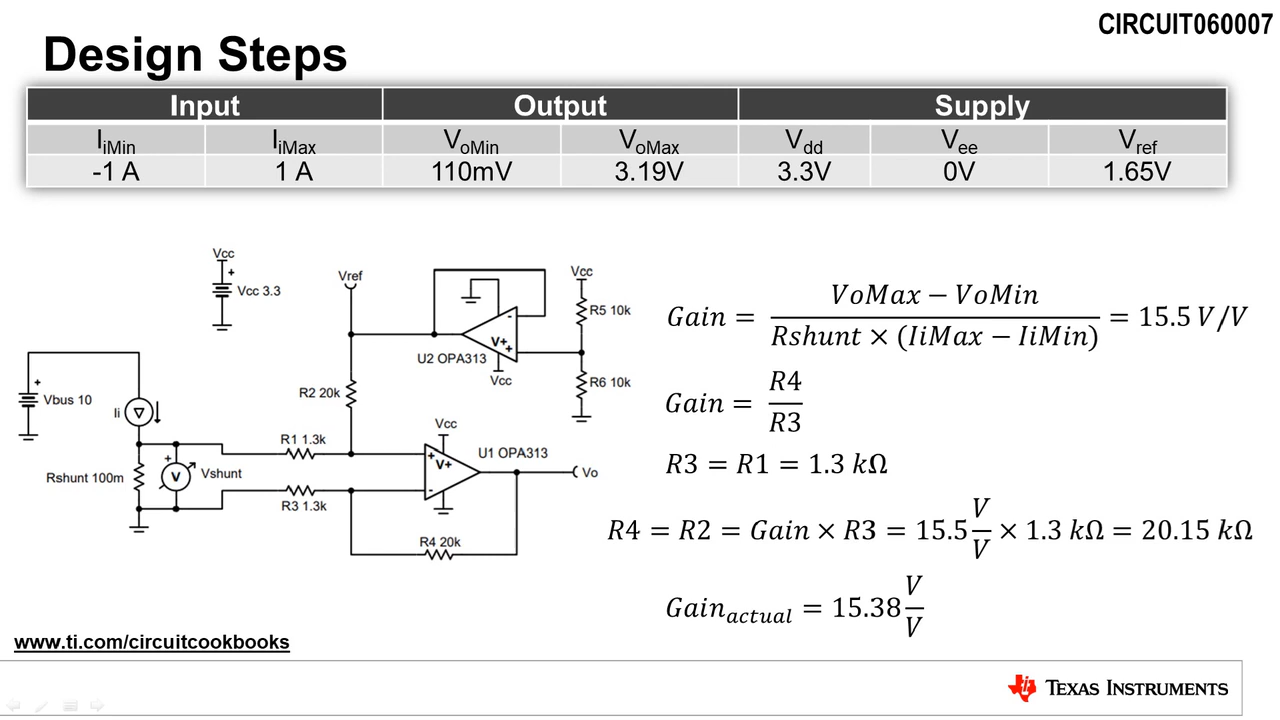 CIRCUIT060007
Design Steps
Input Output Supply
IiMin IiMax VoMin VoMax Vdd Vee Vref
-1 A 1 A 110mV 3.19V 3.3V 0V 1.65V
Vcc
+
Vcc 3.3
Vref
Vcc
R5 10k
-
V+
+
U2 OPA313
Vcc
R6 10k
R2 20k
+
Vbus 10
Ii
Vcc
R1 1.3k
U1 OPA313
+
V+
-
Vo
Rshunt 100m
+
V
Vshunt
R3 1.3k
R4 20k
Gain = (VoMax − VoMin) / (Rshunt × (IiMax − IiMin)) = 15.5 V/V
Gain = R4 / R3
R3 = R1 = 1.3 kΩ
R4 = R2 = Gain × R3 = 15.5 V/V × 1.3 kΩ = 20.15 kΩ
Gain actual = 15.38 V/V
www.ti.com/circuitcookbooks
TEXAS INSTRUMENTS